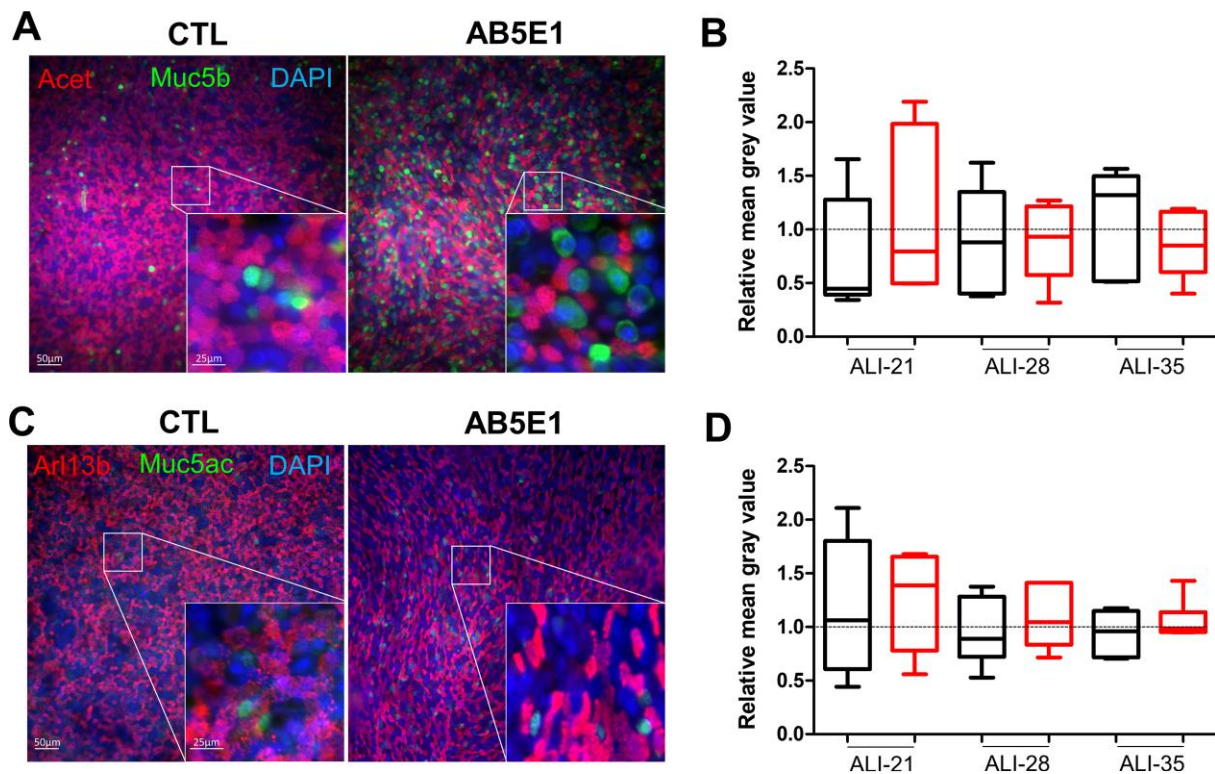 A
CTL
AB5E1
Acet Muc5b DAPI
50µm
25µm
B
Relative mean grey value
2.5
2.0
1.5
1.0
0.5
0.0
ALI-21
ALI-28
ALI-35
C
CTL
AB5E1
Arl13b Muc5ac DAPI
50µm
25µm
D
Relative mean gray value
2.5
2.0
1.5
1.0
0.5
0.0
ALI-21
ALI-28
ALI-35